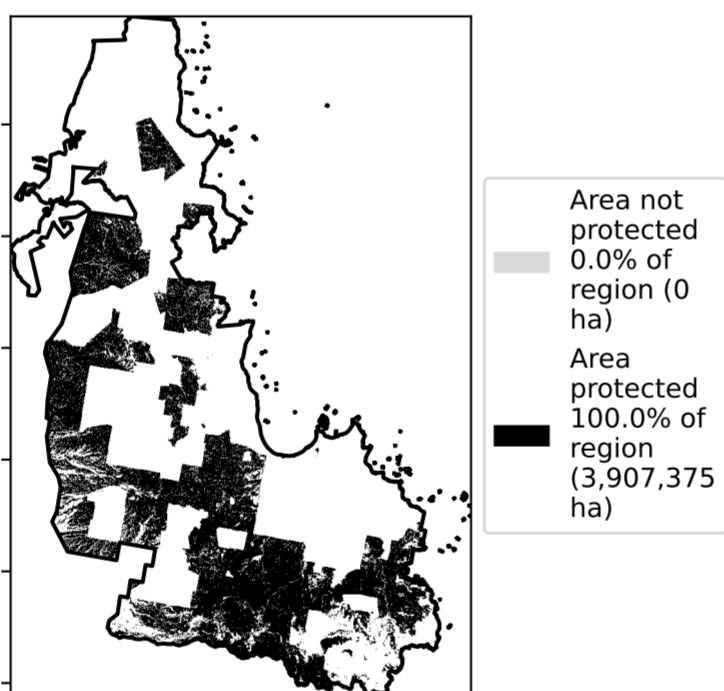 Area not
protected
0.0% of
region (0
ha)
Area
protected
100.0% of
region
(3,907,375
ha)